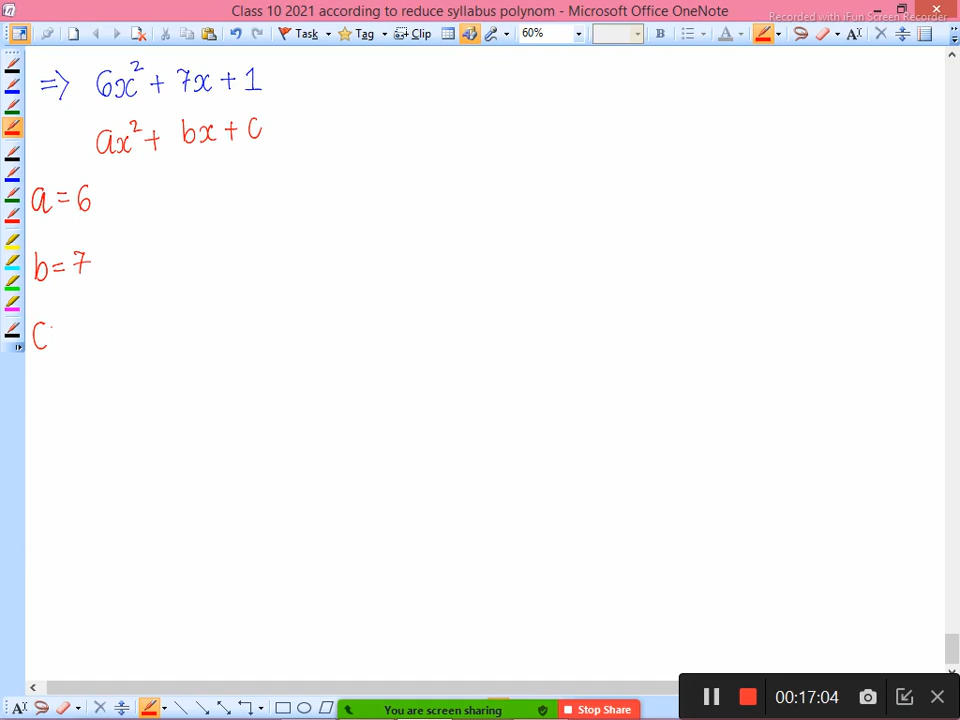 Class 10 2021 according to reduce syllabus polynom - Microsoft Office OneNote
Recorded with iFun Screen Recorder
Task Tag Clip 60% B A
=> 6x² + 7x + 1
ax² + bx + c
a = 6
b = 7
C
You are screen sharing Stop Share
00:17:04